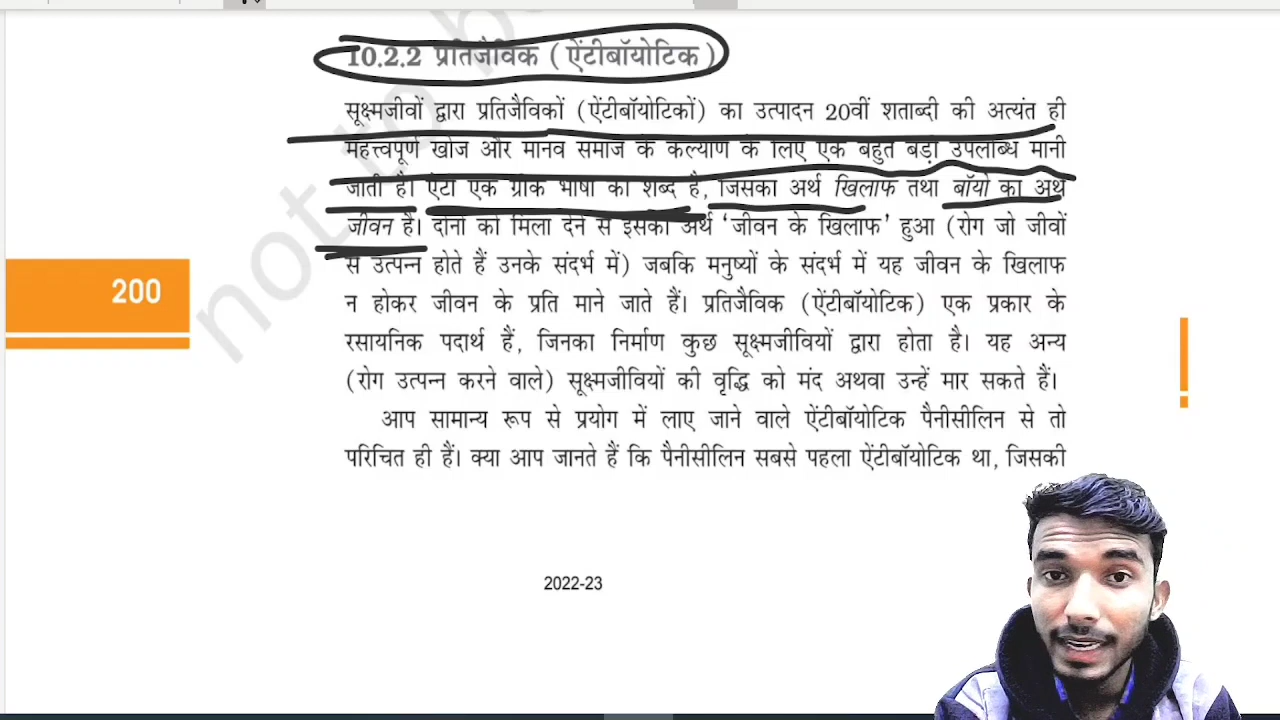 10.2.2 प्रतिजैविक (ऐंटीबॉयोटिक)
सूक्ष्मजीवों द्वारा प्रतिजैविकों (ऐंटीबॉयोटिकों) का उत्पादन 20वीं शताब्दी की अत्यंत ही
महत्त्वपूर्ण खोज और मानव समाज के कल्याण के लिए एक बहुत बड़ी उपलब्धि मानी
जाती है। ऐंटी एक ग्रीक भाषा का शब्द है, जिसका अर्थ खिलाफ तथा बॉयो का अर्थ
जीवन है। दोनों को मिला देने से इसका अर्थ ‘जीवन के खिलाफ’ हुआ (रोग जो जीवों
से उत्पन्न होते हैं उनके संदर्भ में) जबकि मनुष्यों के संदर्भ में यह जीवन के खिलाफ
200
न होकर जीवन के प्रति माने जाते हैं। प्रतिजैविक (ऐंटीबॉयोटिक) एक प्रकार के
रसायनिक पदार्थ हैं, जिनका निर्माण कुछ सूक्ष्मजीवियों द्वारा होता है। यह अन्य
(रोग उत्पन्न करने वाले) सूक्ष्मजीवियों की वृद्धि को मंद अथवा उन्हें मार सकते हैं।
आप सामान्य रूप से प्रयोग में लाए जाने वाले ऐंटीबॉयोटिक पैनीसीलिन से तो
परिचित ही हैं। क्या आप जानते हैं कि पैनीसीलिन सबसे पहला ऐंटीबॉयोटिक था, जिसकी
2022-23
not to be